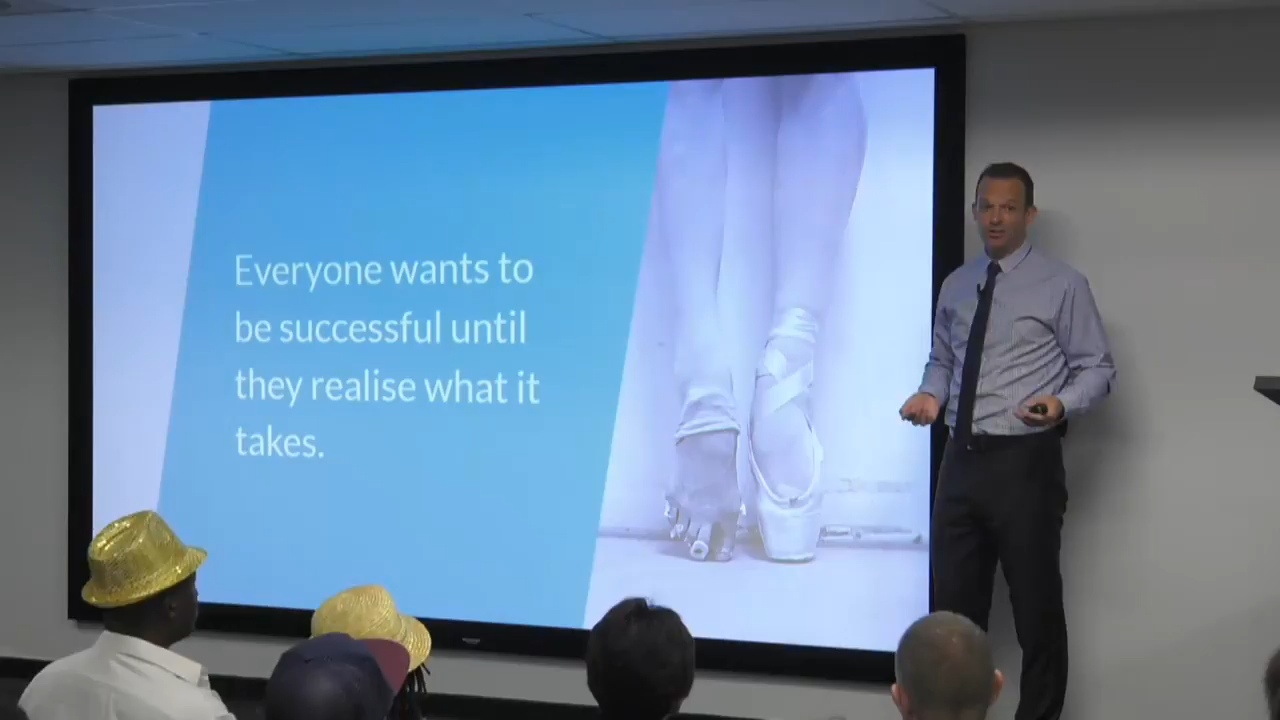 Everyone wants to
be successful until
they realise what it
takes.